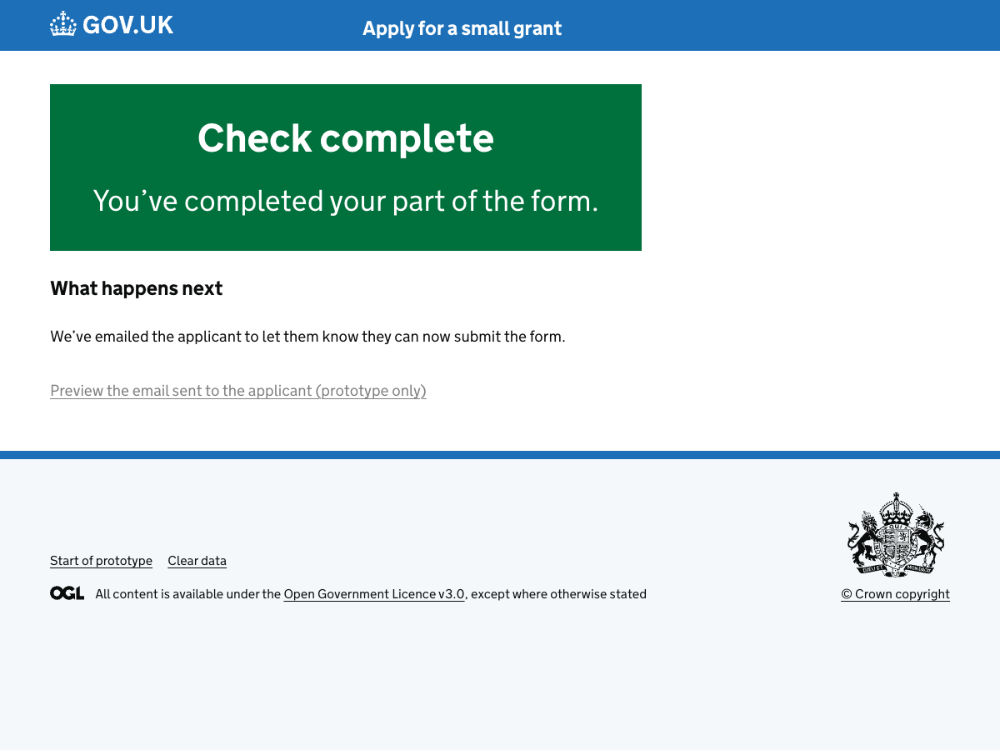 GOV.UK
Apply for a small grant
Check complete
You’ve completed your part of the form.
What happens next
We’ve emailed the applicant to let them know they can now submit the form.
Preview the email sent to the applicant (prototype only)
Start of prototype Clear data
OGL All content is available under the Open Government Licence v3.0, except where otherwise stated
© Crown copyright